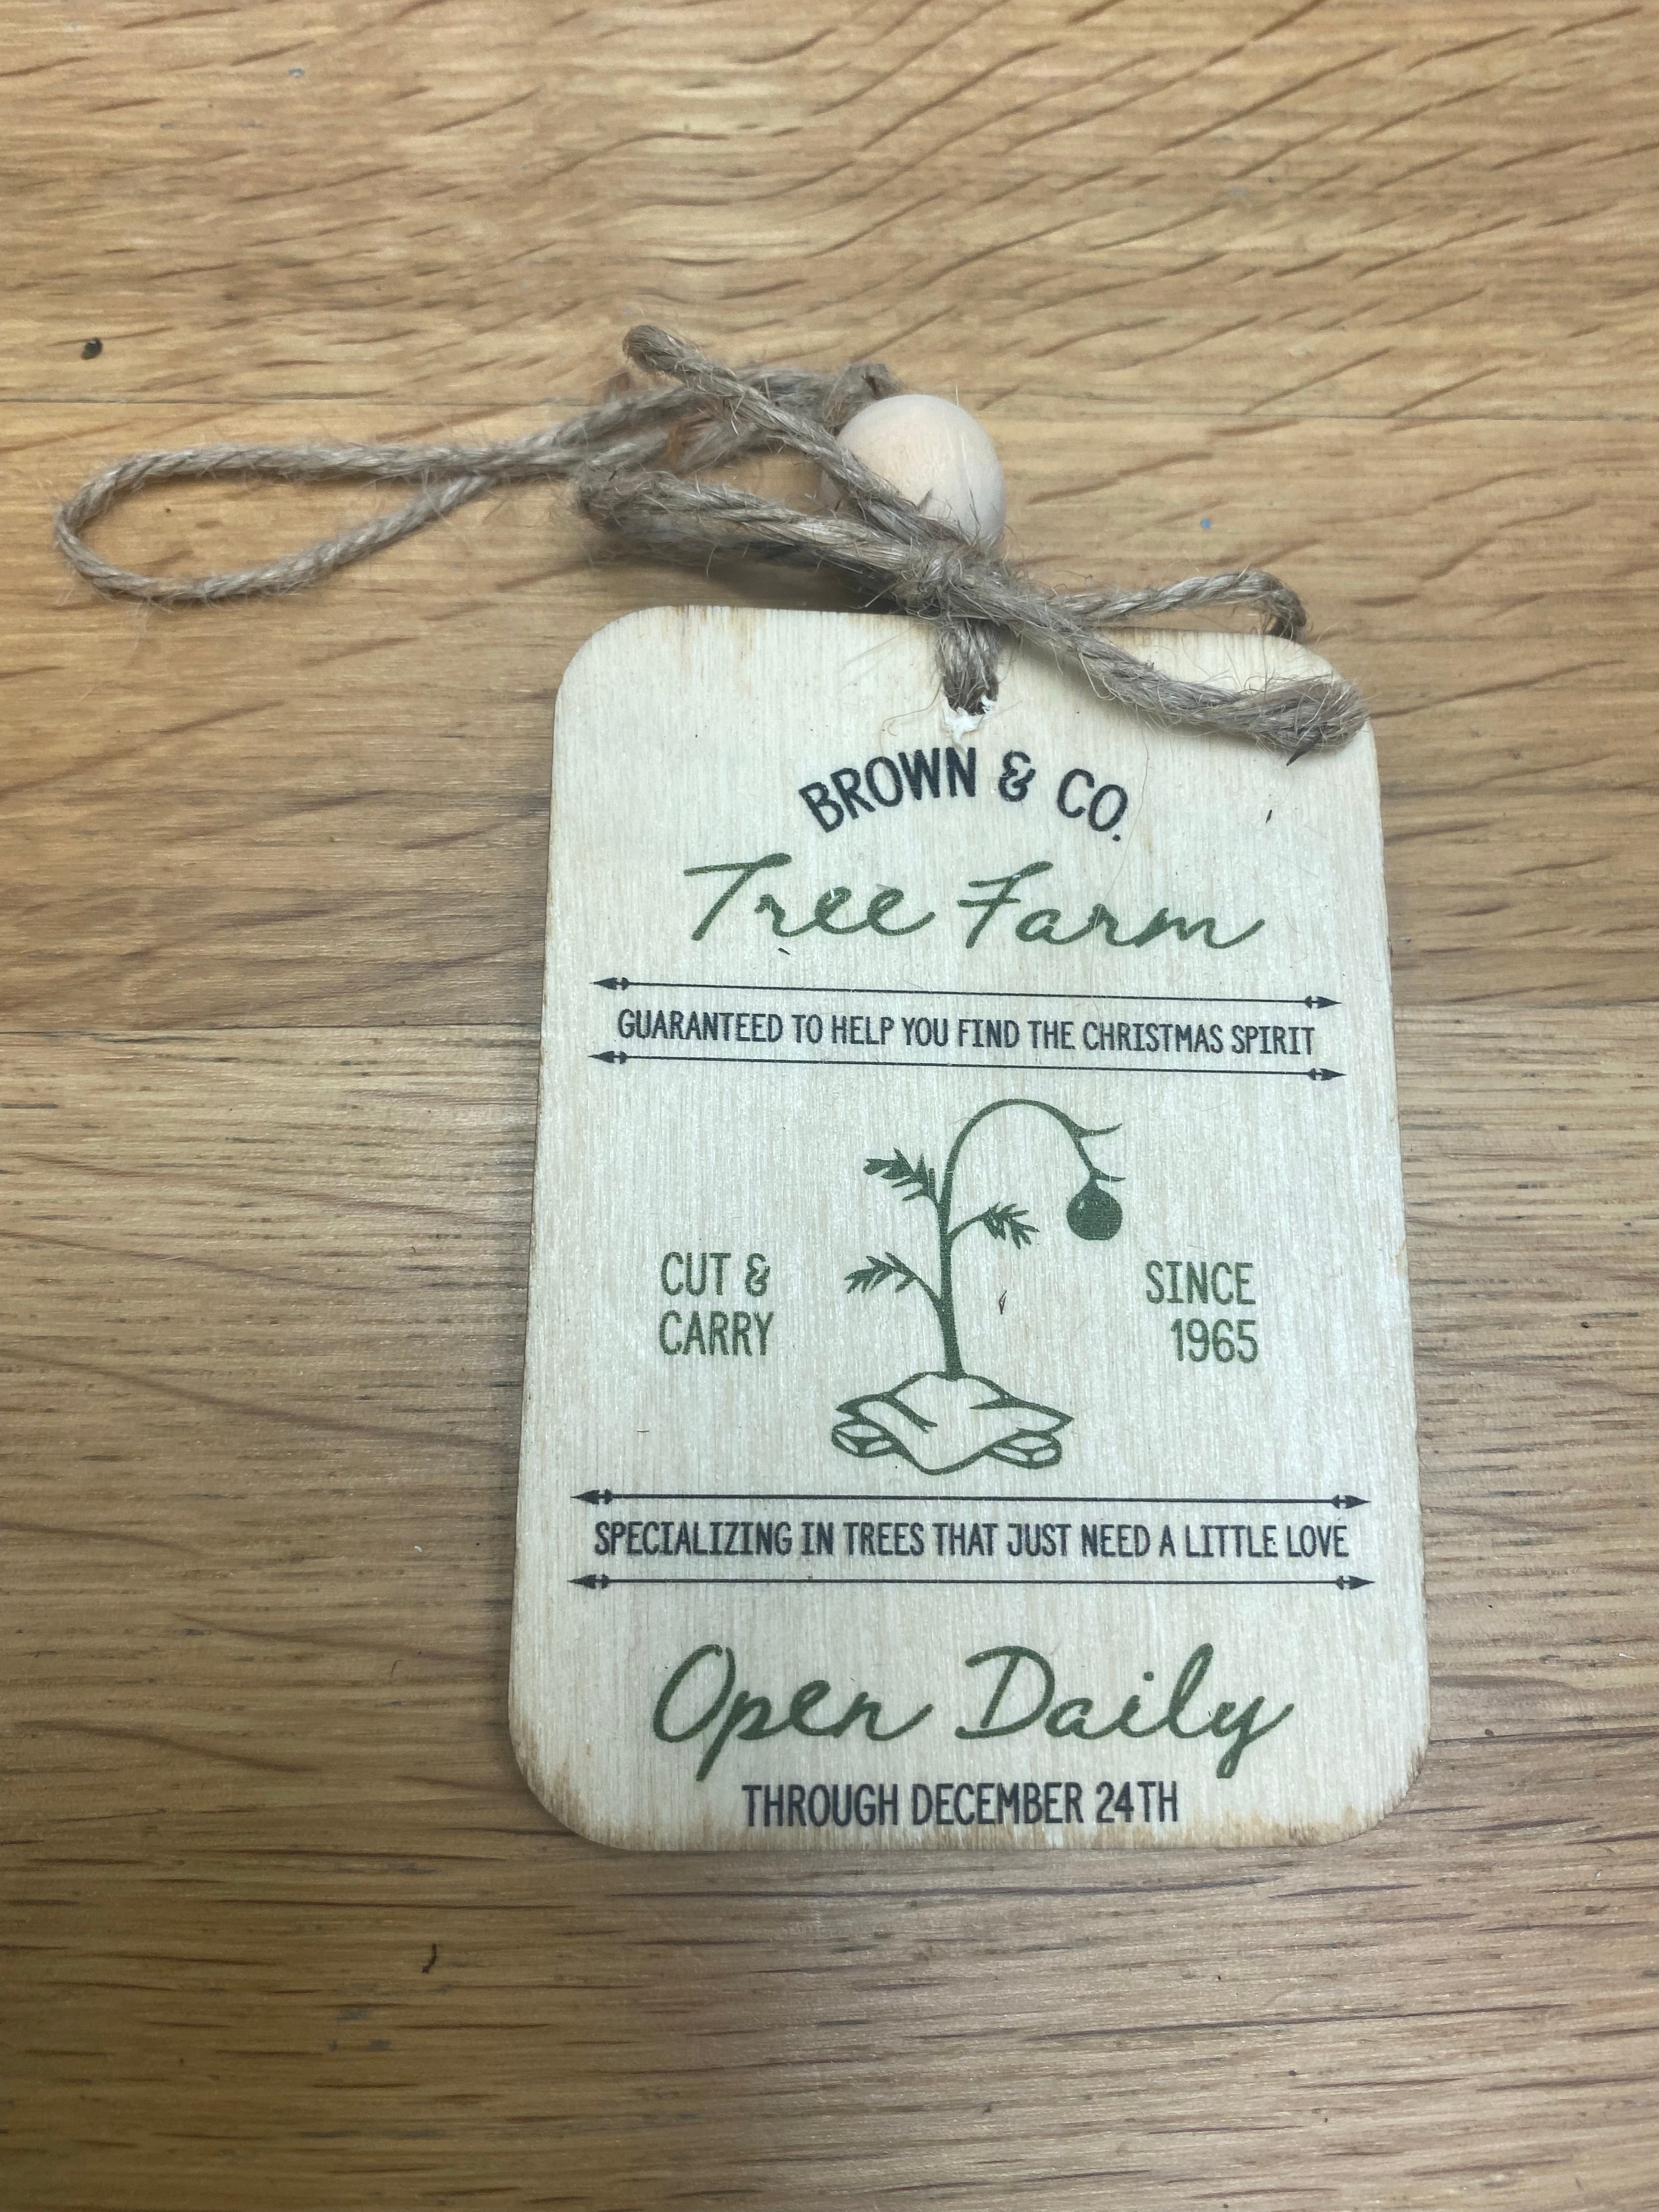 BROWN & CO.
Tree Farm
GUARANTEED TO HELP YOU FIND THE CHRISTMAS SPIRIT
CUT &
CARRY
SINCE
1965
SPECIALIZING IN TREES THAT JUST NEED A LITTLE LOVE
Open Daily
THROUGH DECEMBER 24TH